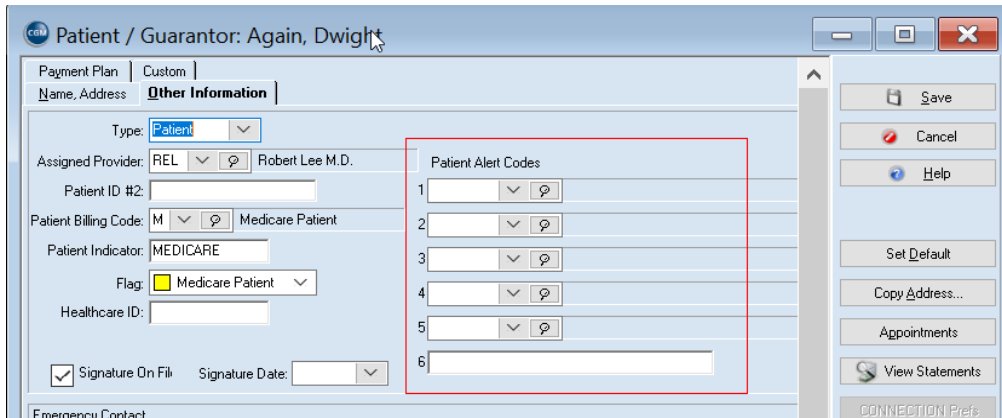 CGM Patient / Guarantor: Again, Dwight
Payment Plan Custom
Name, Address Other Information
Type: Patient
Assigned Provider: REL Robert Lee M.D.
Patient ID #2:
Patient Billing Code: M Medicare Patient
Patient Indicator: MEDICARE
Flag: Medicare Patient
Healthcare ID:
Signature On File Signature Date:
Emergency Contact
Patient Alert Codes
1
2
3
4
5
6
Save
Cancel
Help
Set Default
Copy Address...
Appointments
View Statements
CONNECTION Prefs